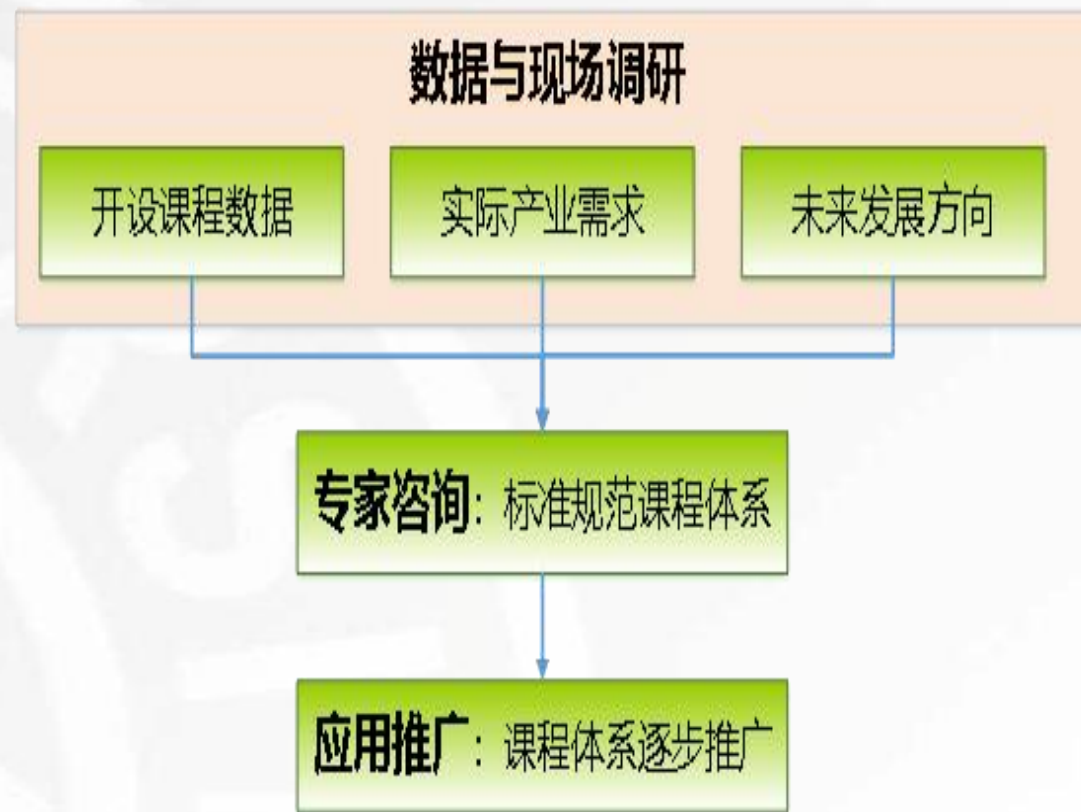 数据与现场调研
开设课程数据
实际产业需求
未来发展方向
专家咨询：标准规范课程体系
应用推广：课程体系逐步推广